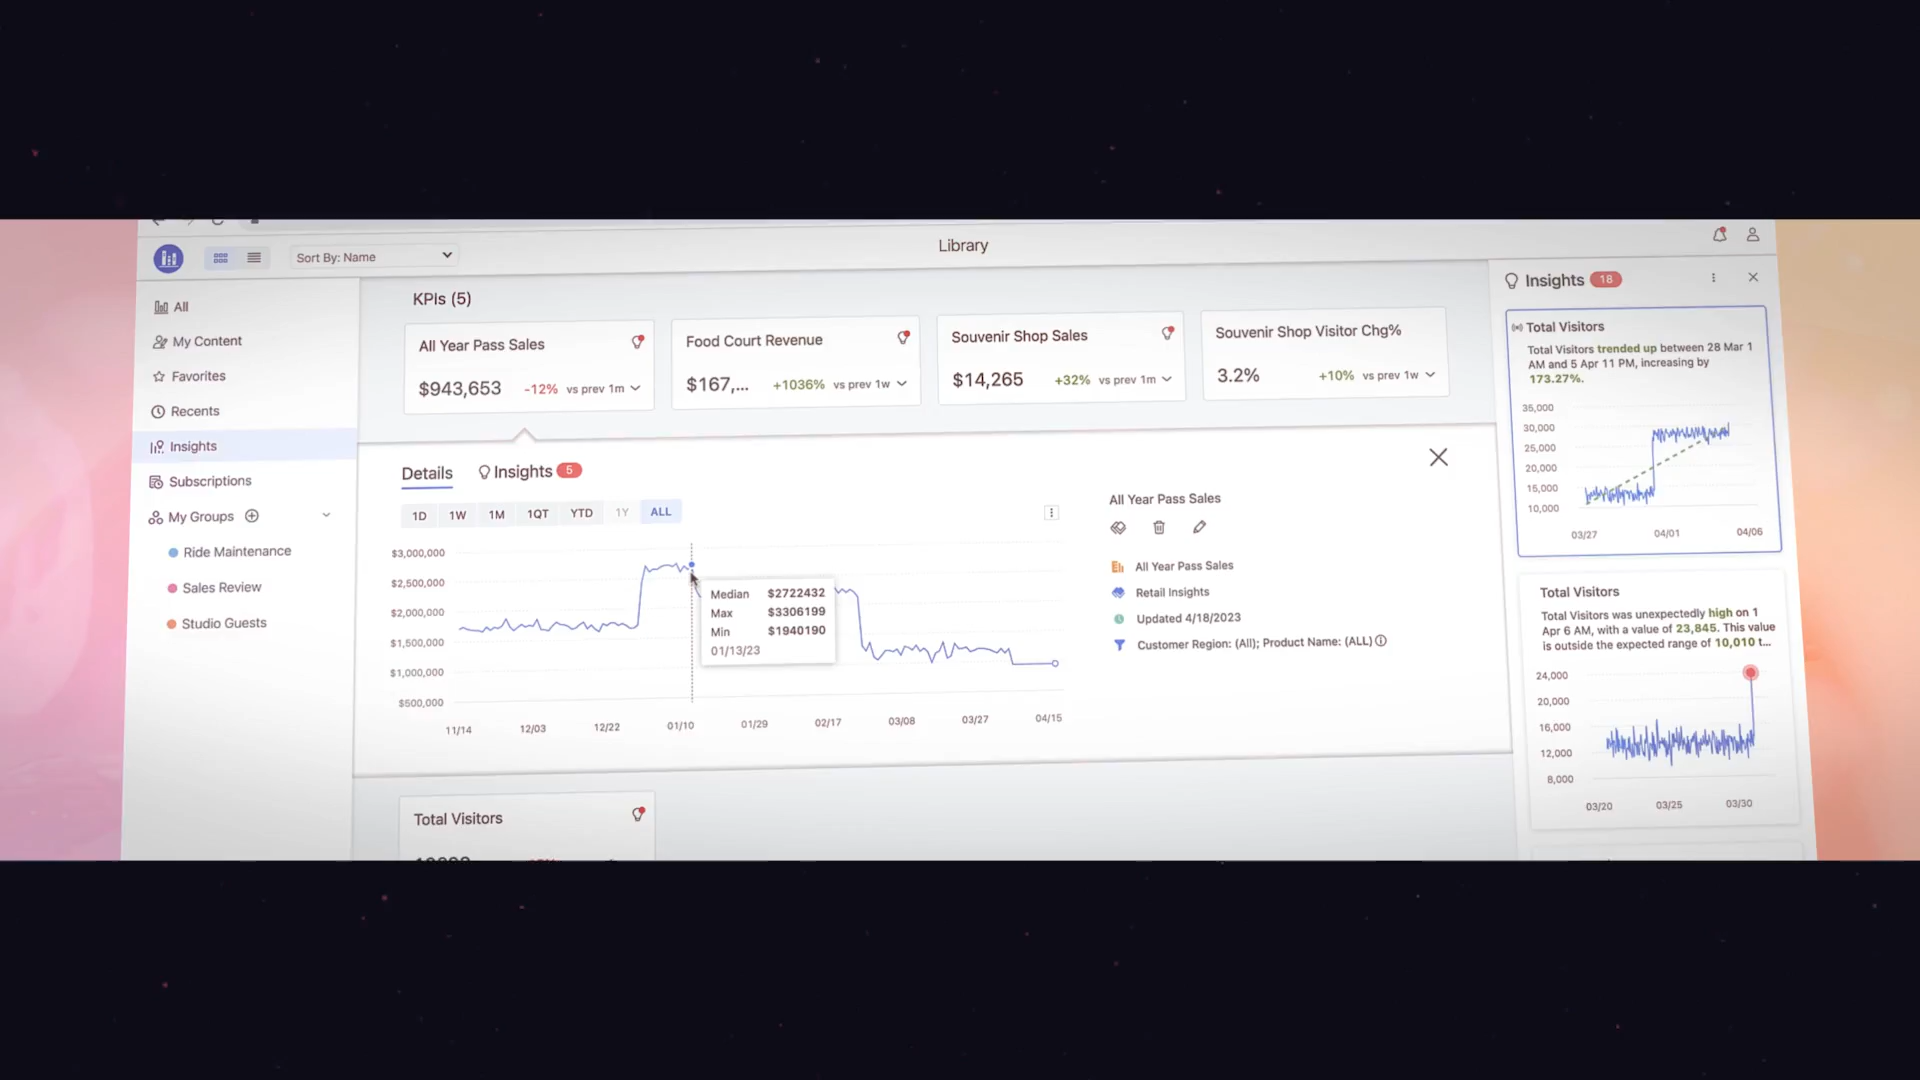 Sort By: Name
Library
All
My Content
Favorites
Recents
Insights
Subscriptions
My Groups
Ride Maintenance
Sales Review
Studio Guests
KPIs (5)
All Year Pass Sales
$943,653 -12% vs prev 1m
Food Court Revenue
$167,... +1036% vs prev 1w
Souvenir Shop Sales
$14,265 +32% vs prev 1m
Souvenir Shop Visitor Chg%
3.2% +10% vs prev 1w
Details Insights 5
1D 1W 1M 1QT YTD 1Y ALL
$3,000,000
$2,500,000
$2,000,000
$1,500,000
$1,000,000
$500,000
11/14 12/03 12/22 01/10 01/29 02/17 03/08 03/27 04/15
Median $2722432
Max $3306199
Min $1940190
01/13/23
All Year Pass Sales
All Year Pass Sales
Retail Insights
Updated 4/18/2023
Customer Region: (All); Product Name: (ALL)
Total Visitors
Insights 18
Total Visitors
Total Visitors trended up between 28 Mar 1
AM and 5 Apr 11 PM, increasing by
173.27%.
35,000
30,000
25,000
20,000
15,000
10,000
03/27 04/01 04/06
Total Visitors
Total Visitors was unexpectedly high on 1
Apr 6 AM, with a value of 23,845. This value
is outside the expected range of 10,010 t...
24,000
20,000
16,000
12,000
8,000
03/20 03/25 03/30